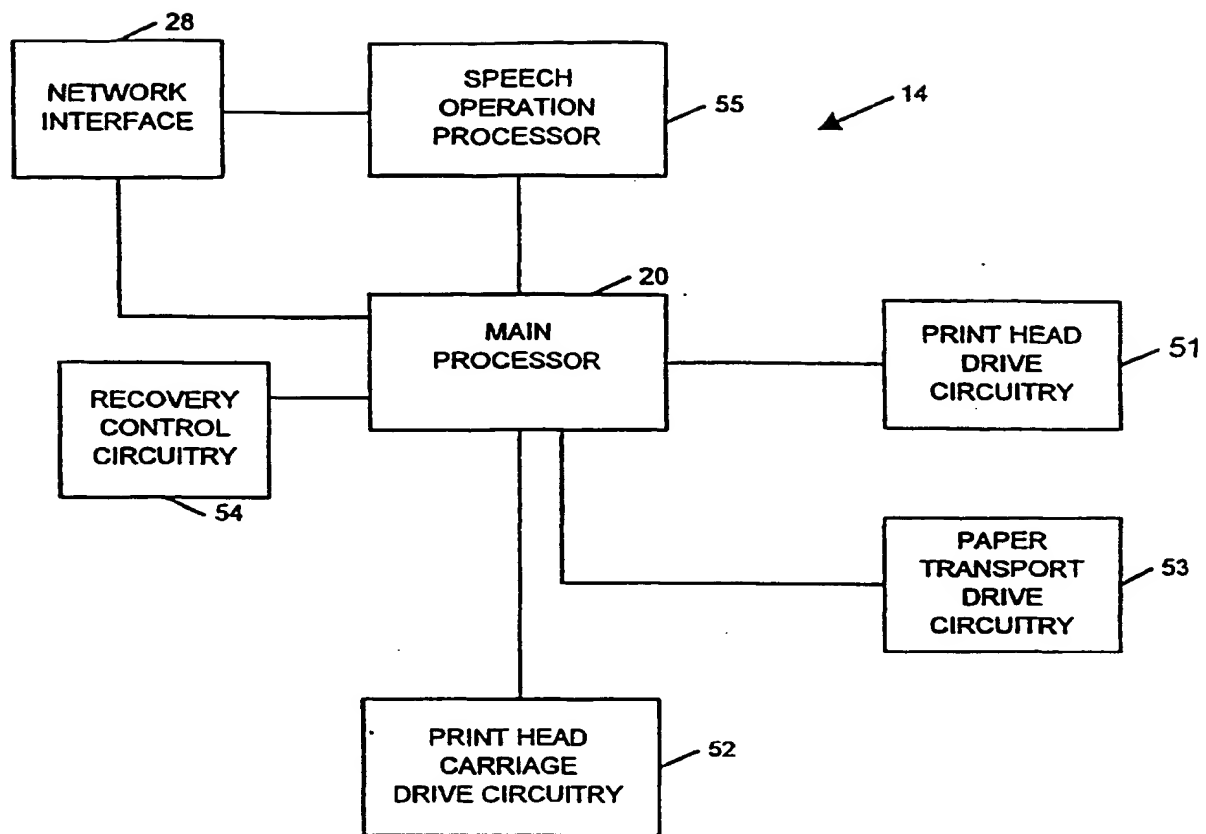 28
NETWORK
INTERFACE
SPEECH
OPERATION
PROCESSOR
55
14
20
MAIN
PROCESSOR
PRINT HEAD
DRIVE
CIRCUITRY
51
RECOVERY
CONTROL
CIRCUITRY
54
PAPER
TRANSPORT
DRIVE
CIRCUITRY
53
PRINT HEAD
CARRIAGE
DRIVE CIRCUITRY
52